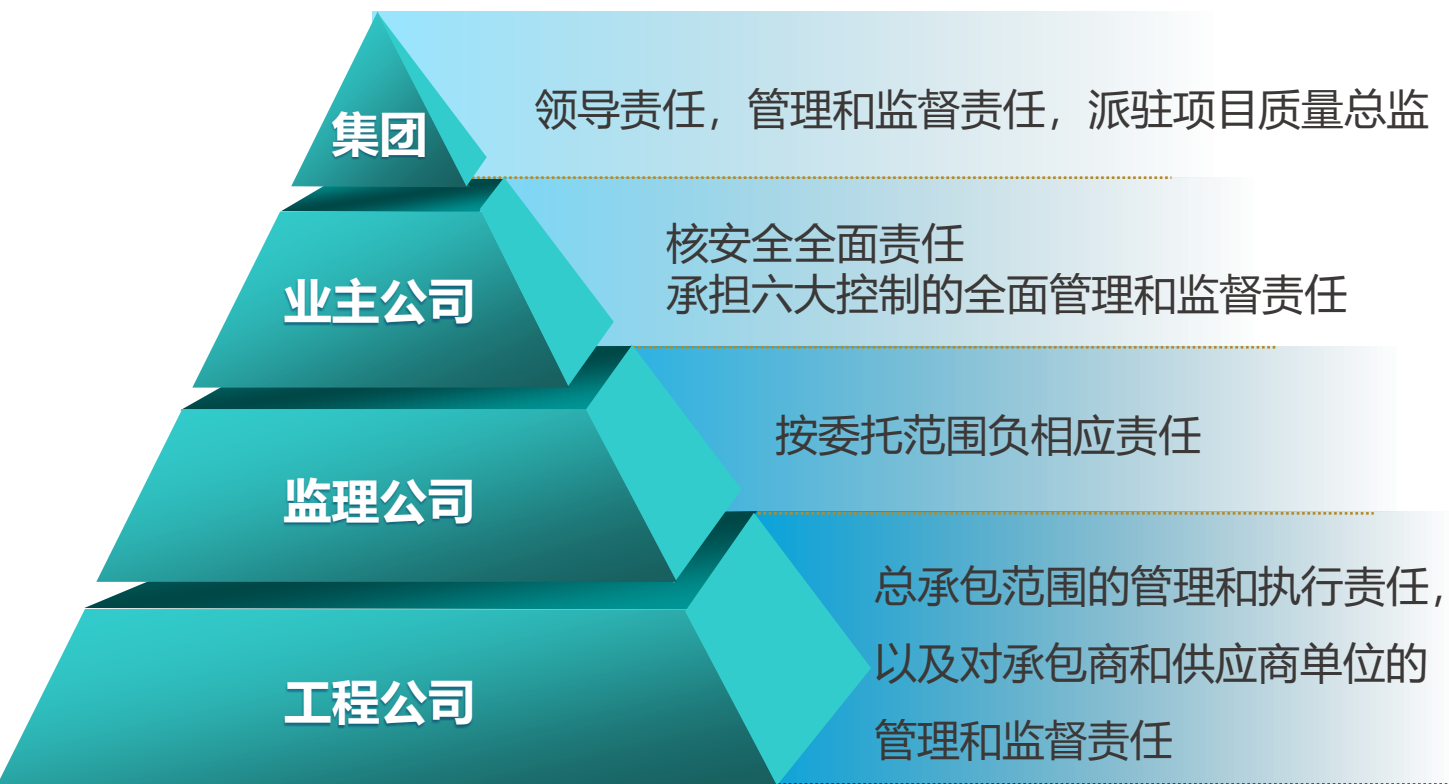 集团
领导责任，管理和监督责任，派驻项目质量总监
业主公司
核安全全面责任
承担六大控制的全面管理和监督责任
监理公司
按委托范围负相应责任
工程公司
总承包范围的管理和执行责任，
以及对承包商和供应商单位的
管理和监督责任